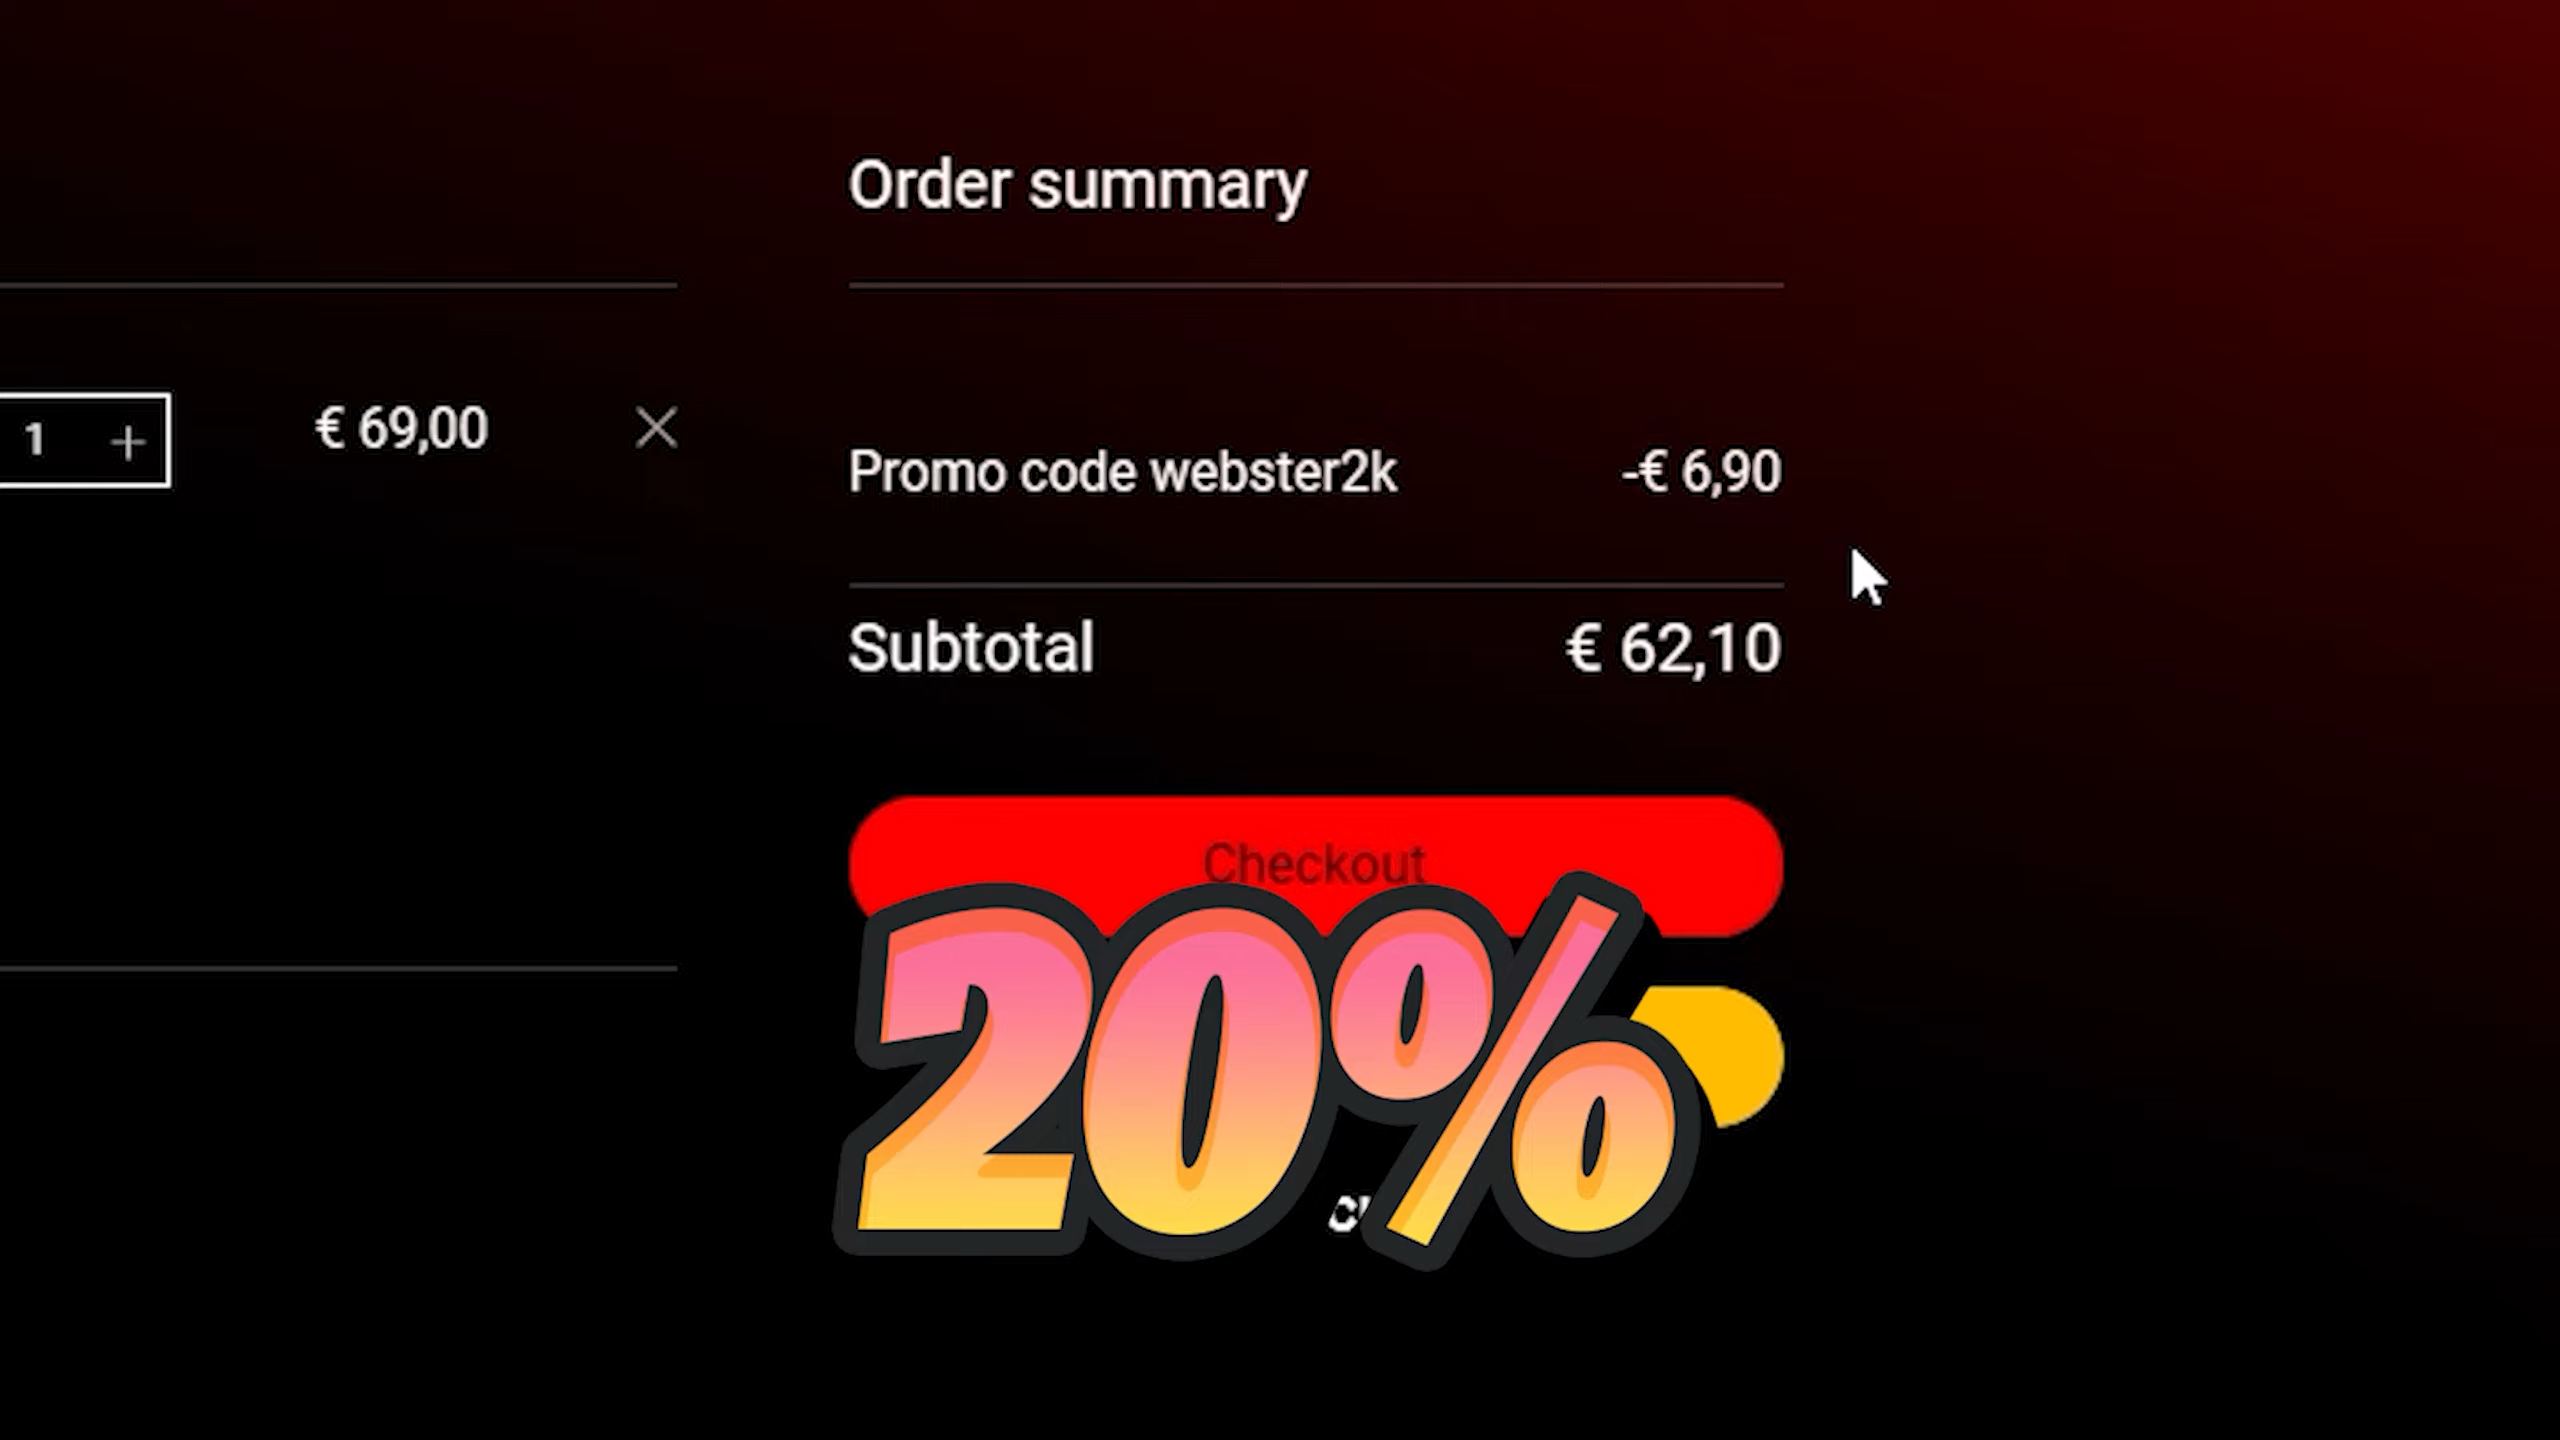 Order summary
1 + € 69,00
Promo code webster2k -€ 6,90
Subtotal € 62,10
Checkout
20%